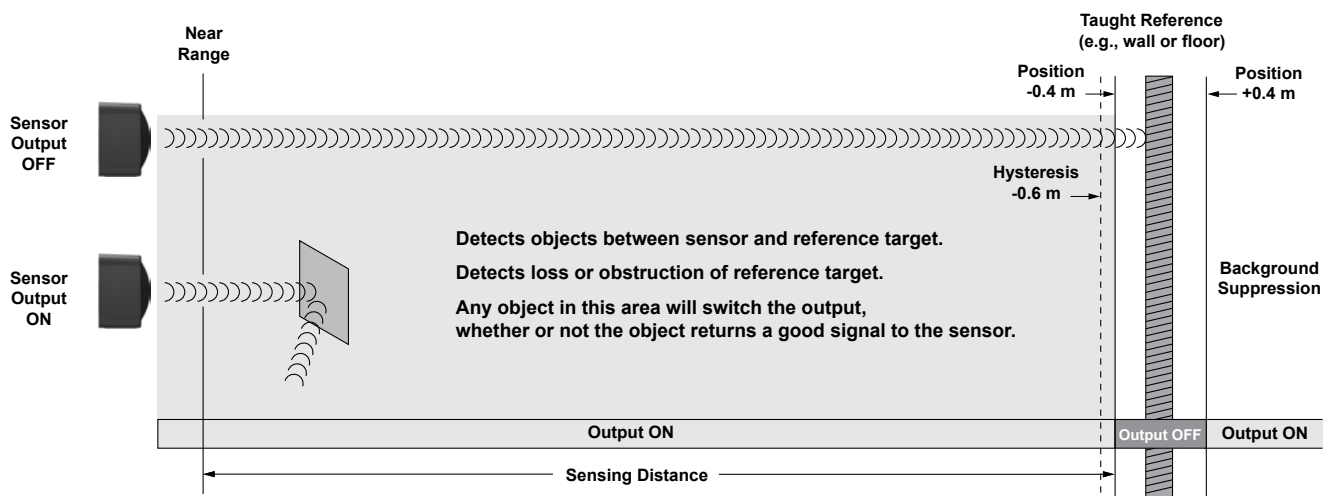 Taught Reference
(e.g., wall or floor)
Near
Range
Position
-0.4 m
Position
+0.4 m
Sensor
Output
OFF
Hysteresis
-0.6 m
Detects objects between sensor and reference target.
Detects loss or obstruction of reference target.
Any object in this area will switch the output,
whether or not the object returns a good signal to the sensor.
Sensor
Output
ON
Background
Suppression
Output ON
Output OFF
Output ON
Sensing Distance